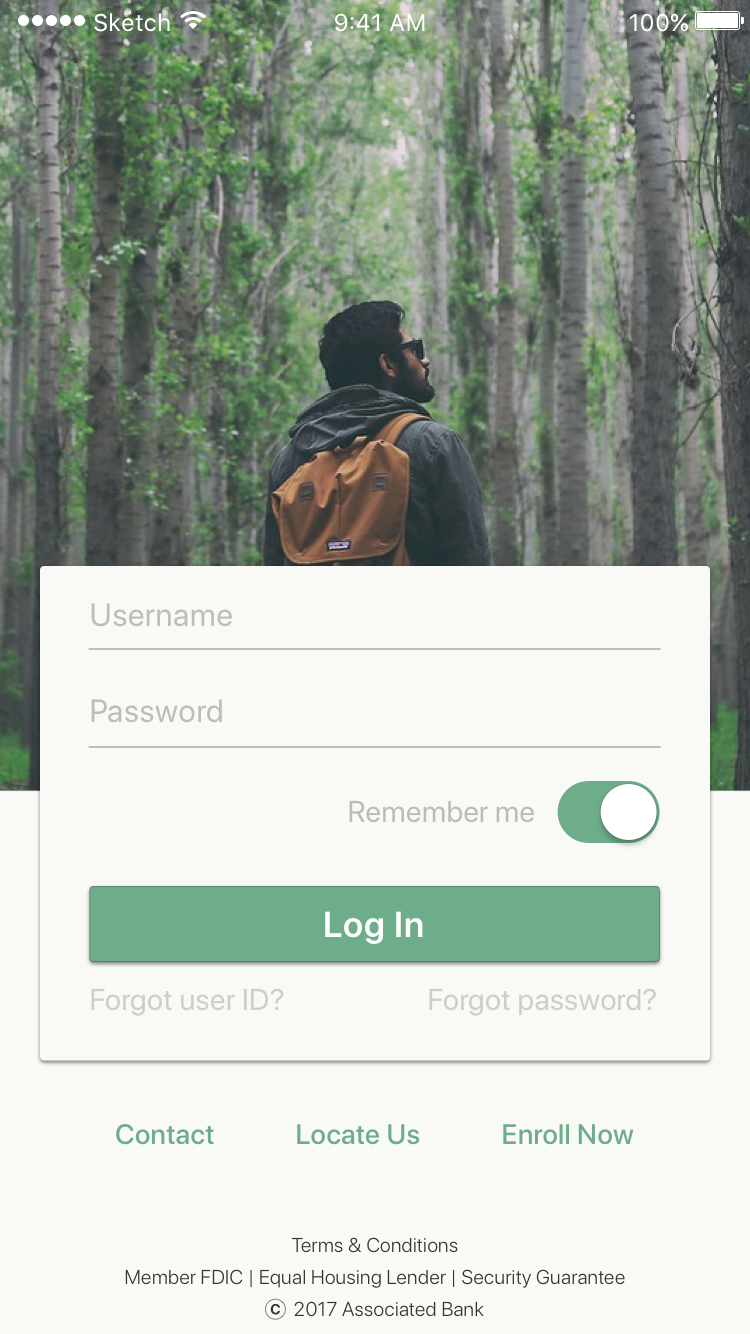 Sketch 9:41 AM 100%
Username
Password
Remember me
Log In
Forgot user ID? Forgot password?
Contact Locate Us Enroll Now
Terms & Conditions
Member FDIC | Equal Housing Lender | Security Guarantee
© 2017 Associated Bank